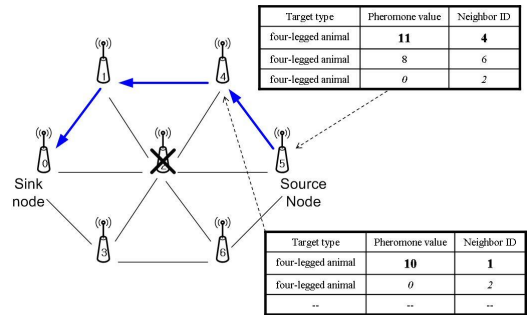 Target type Pheromone value Neighbor ID
four-legged animal 11 4
four-legged animal 8 6
four-legged animal 0 2
1
4
0
2
5
Sink node
Source Node
3
6
Target type Pheromone value Neighbor ID
four-legged animal 10 1
four-legged animal 0 2
-- -- --